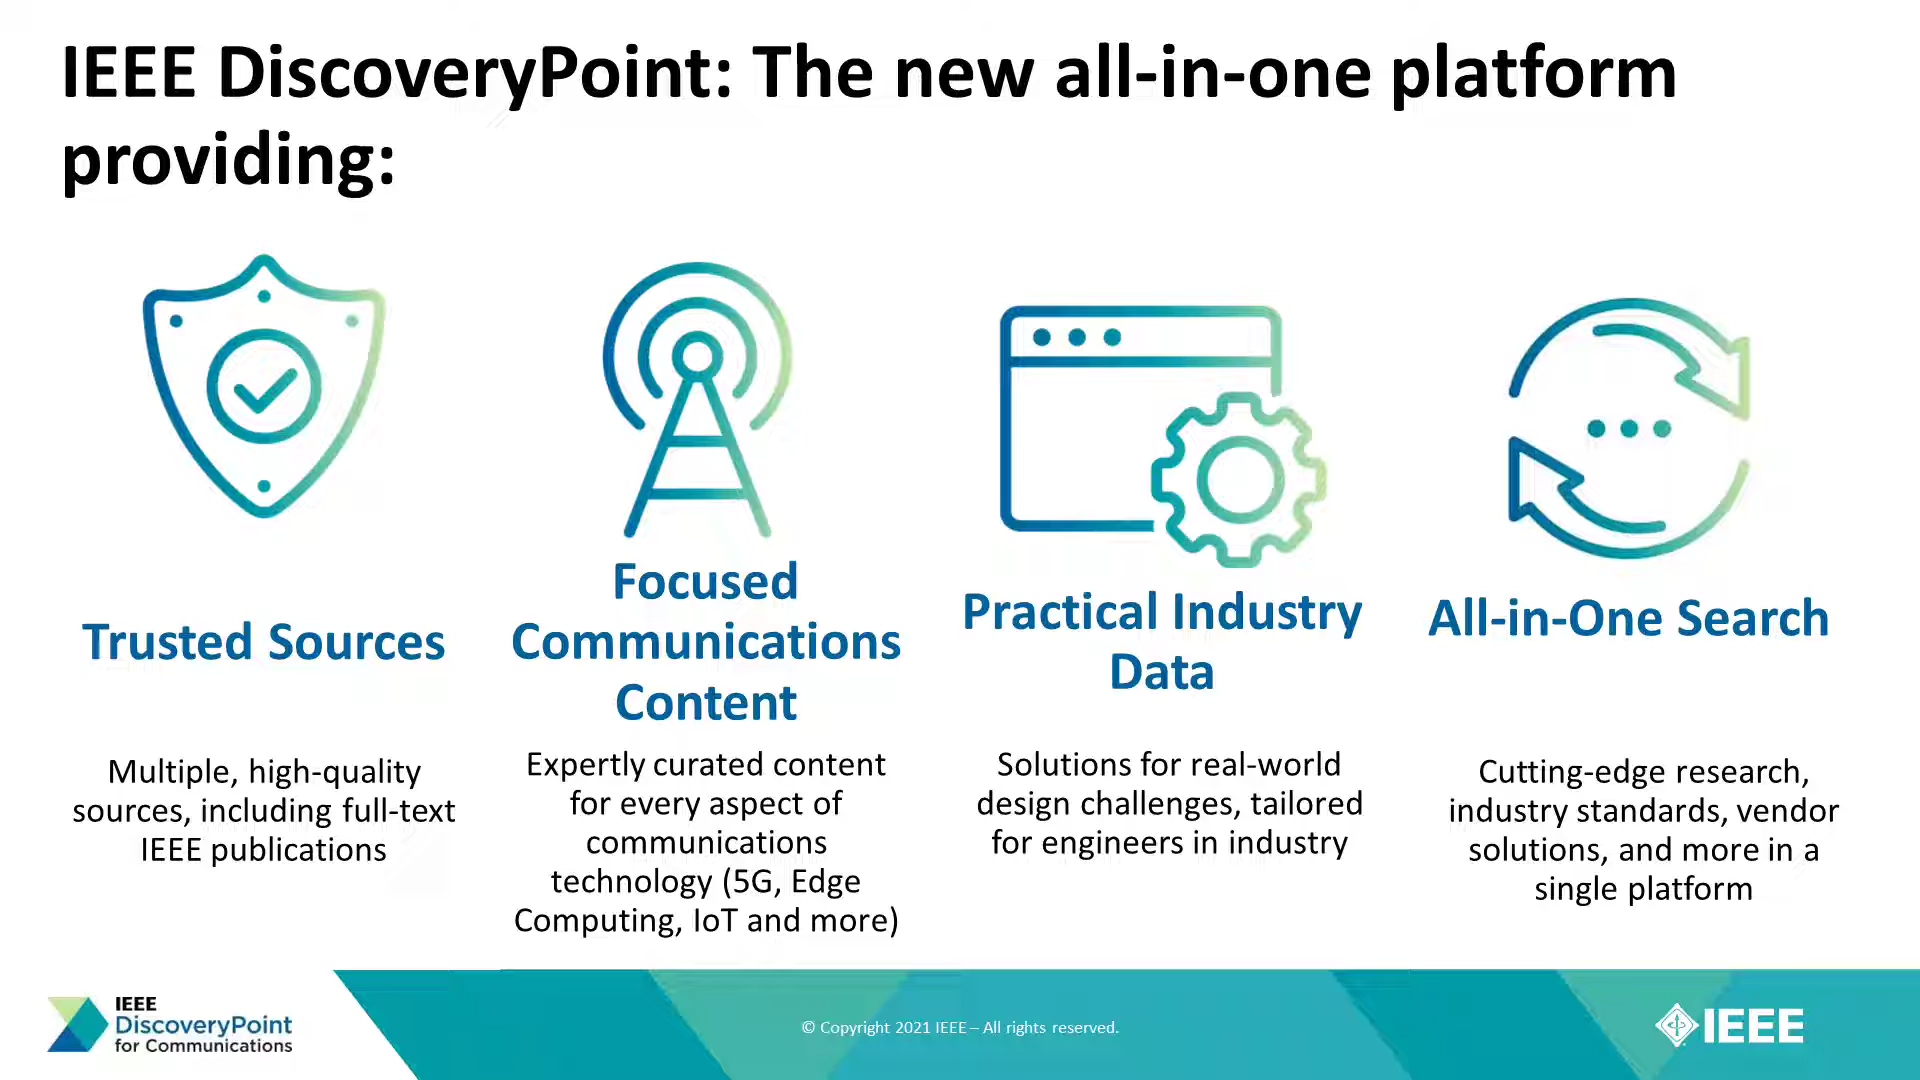 IEEE DiscoveryPoint: The new all-in-one platform
providing:
Trusted Sources
Multiple, high-quality
sources, including full-text
IEEE publications
Focused
Communications
Content
Expertly curated content
for every aspect of
communications
technology (5G, Edge
Computing, IoT and more)
Practical Industry
Data
Solutions for real-world
design challenges, tailored
for engineers in industry
All-in-One Search
Cutting-edge research,
industry standards, vendor
solutions, and more in a
single platform
IEEE
DiscoveryPoint
for Communications
© Copyright 2021 IEEE – All rights reserved.
IEEE